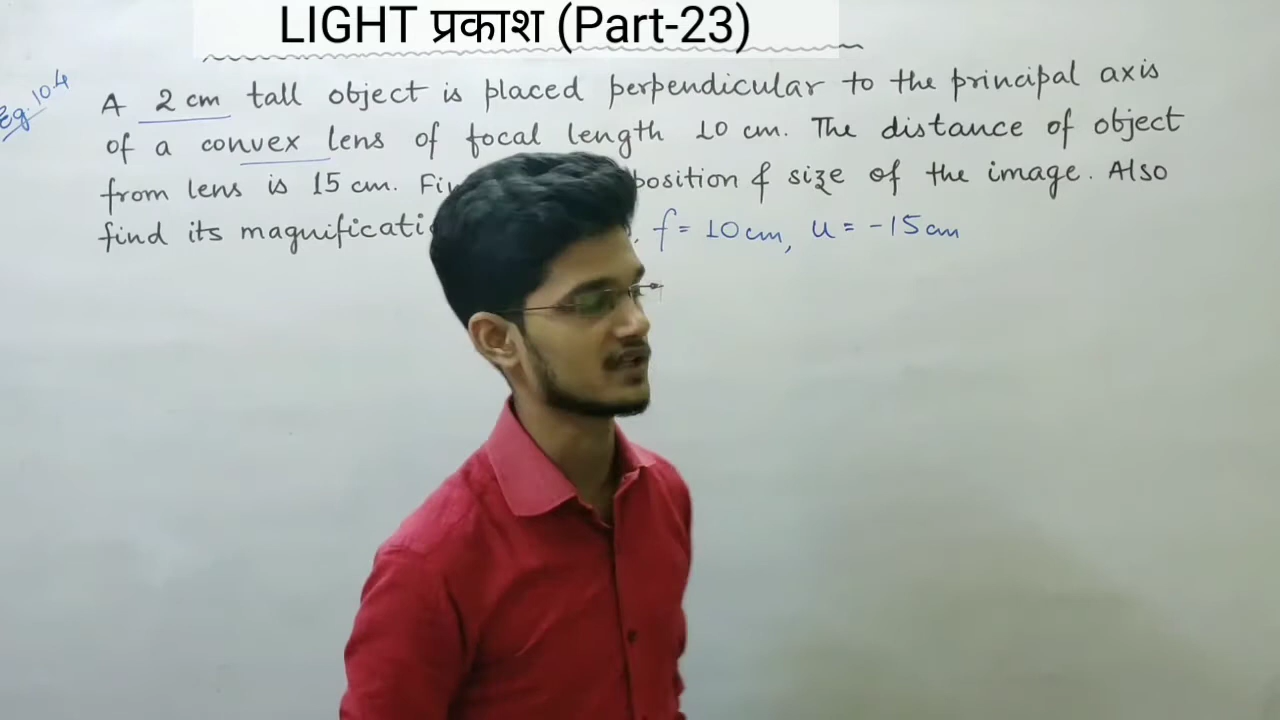 LIGHT प्रकाश (Part-23)
Eg. 10.4
A 2 cm tall object is placed perpendicular to the principal axis
of a convex lens of focal length 10 cm. The distance of object
from lens is 15 cm. position & size of the image. Also
find its f = 10 cm, u = -15 cm